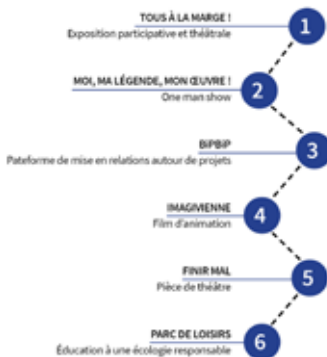 TOUS À LA MARGE !
1
Exposition participative et théâtrale
MOI, MA LÉGENDE, MON ŒUVRE !
2
One man show
BiPBiP
3
Pateforme de mise en relations autour de projets
IMAGIVIENNE
4
Film d'animation
FINIR MAL
5
Pièce de théâtre
PARC DE LOISIRS
6
Éducation à une écologie responsable